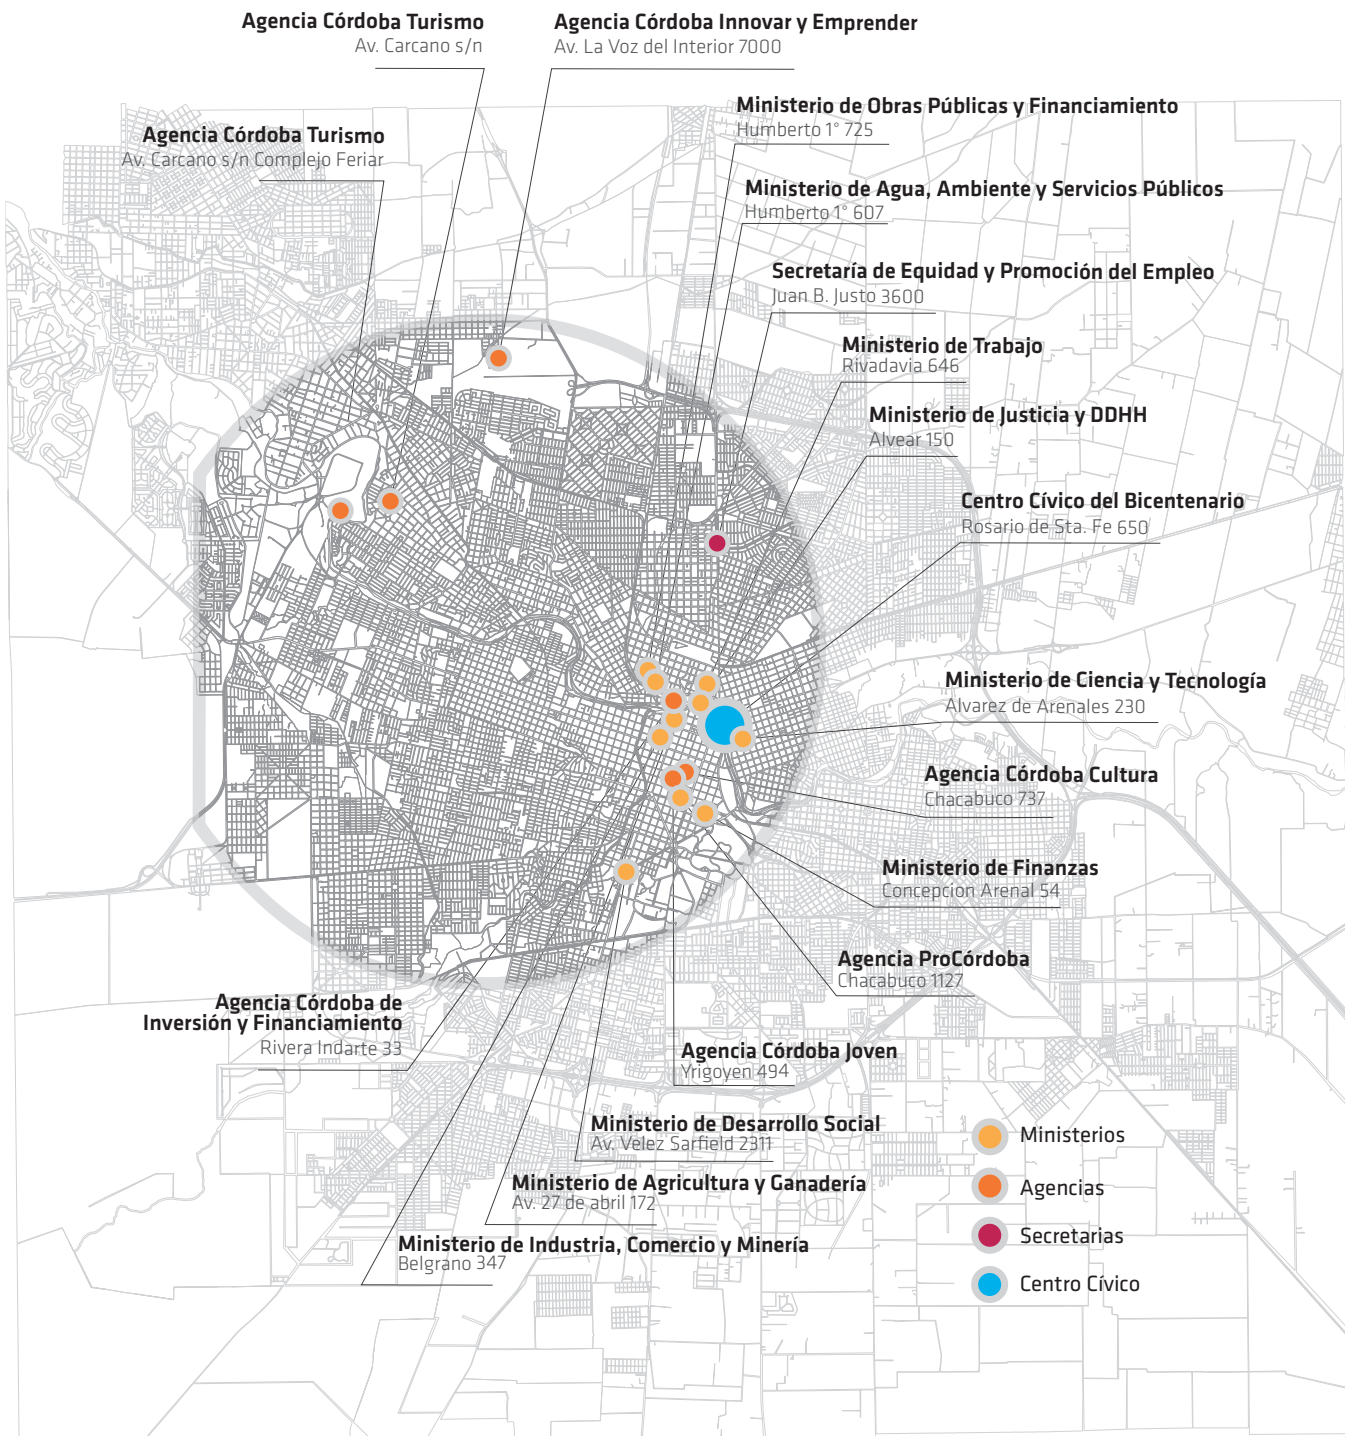 Agencia Córdoba Turismo
Av. Carcano s/n
Agencia Córdoba Innovar y Emprender
Av. La Voz del Interior 7000
Ministerio de Obras Públicas y Financiamiento
Humberto 1° 725
Agencia Córdoba Turismo
Av. Carcano s/n Complejo Feriar
Ministerio de Agua, Ambiente y Servicios Públicos
Humberto 1° 607
Secretaría de Equidad y Promoción del Empleo
Juan B. Justo 3600
Ministerio de Trabajo
Rivadavia 646
Ministerio de Justicia y DDHH
Alvear 150
Centro Cívico del Bicentenario
Rosario de Sta. Fe 650
Ministerio de Ciencia y Tecnología
Alvarez de Arenales 230
Agencia Córdoba Cultura
Chacabuco 737
Ministerio de Finanzas
Concepcion Arenal 54
Agencia ProCórdoba
Chacabuco 1127
Agencia Córdoba de
Inversión y Financiamiento
Rivera Indarte 33
Agencia Córdoba Joven
Yrigoyen 494
Ministerio de Desarrollo Social
Av. Velez Sarfield 2311
Ministerio de Agricultura y Ganadería
Av. 27 de abril 172
Ministerio de Industria, Comercio y Minería
Belgrano 347
Ministerios
Agencias
Secretarias
Centro Cívico